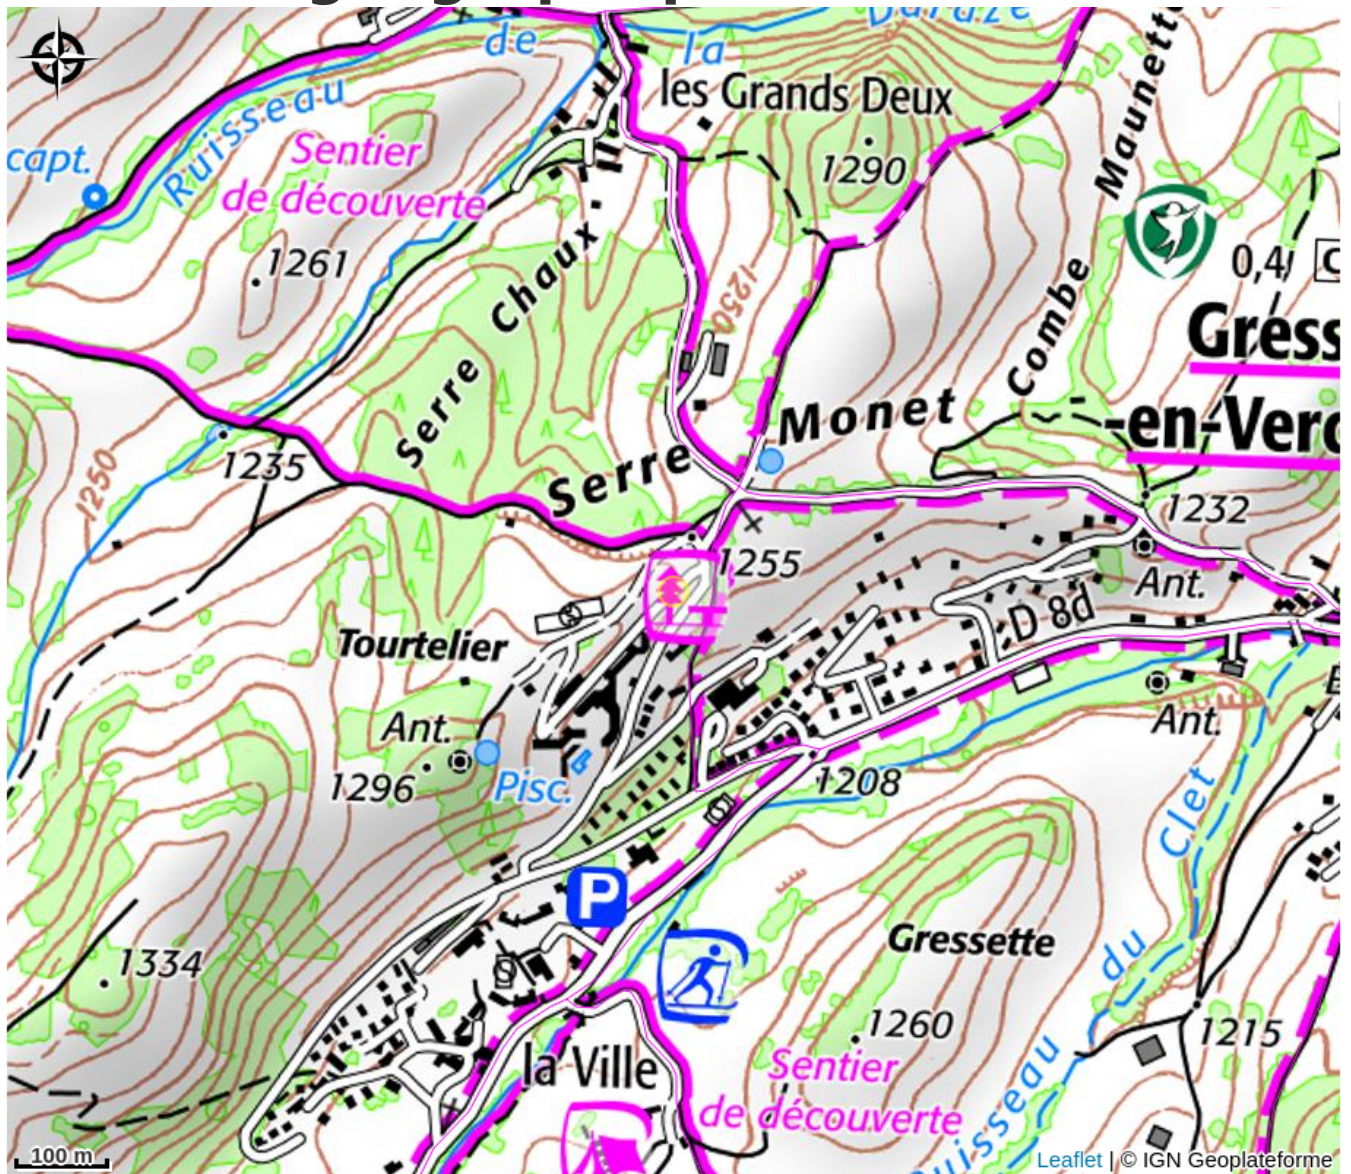 de
la
les Grands Deux
1290
Maunette
Combe
capt.
Ruisseau
Sentier
de découverte
1261
Serre Chaux
1250
0,4
C
Gress
-en-Verc
Serre Monet
1235
1250
1232
1255
Ant.
D 8d
Tourtelier
Ant.
1296
Pisc.
Ant.
1208
P
Ruisseau du Clet
Gressette
1334
1260
1215
la Ville
Sentier
de découverte
100 m
Leaflet | © IGN Geoplateforme